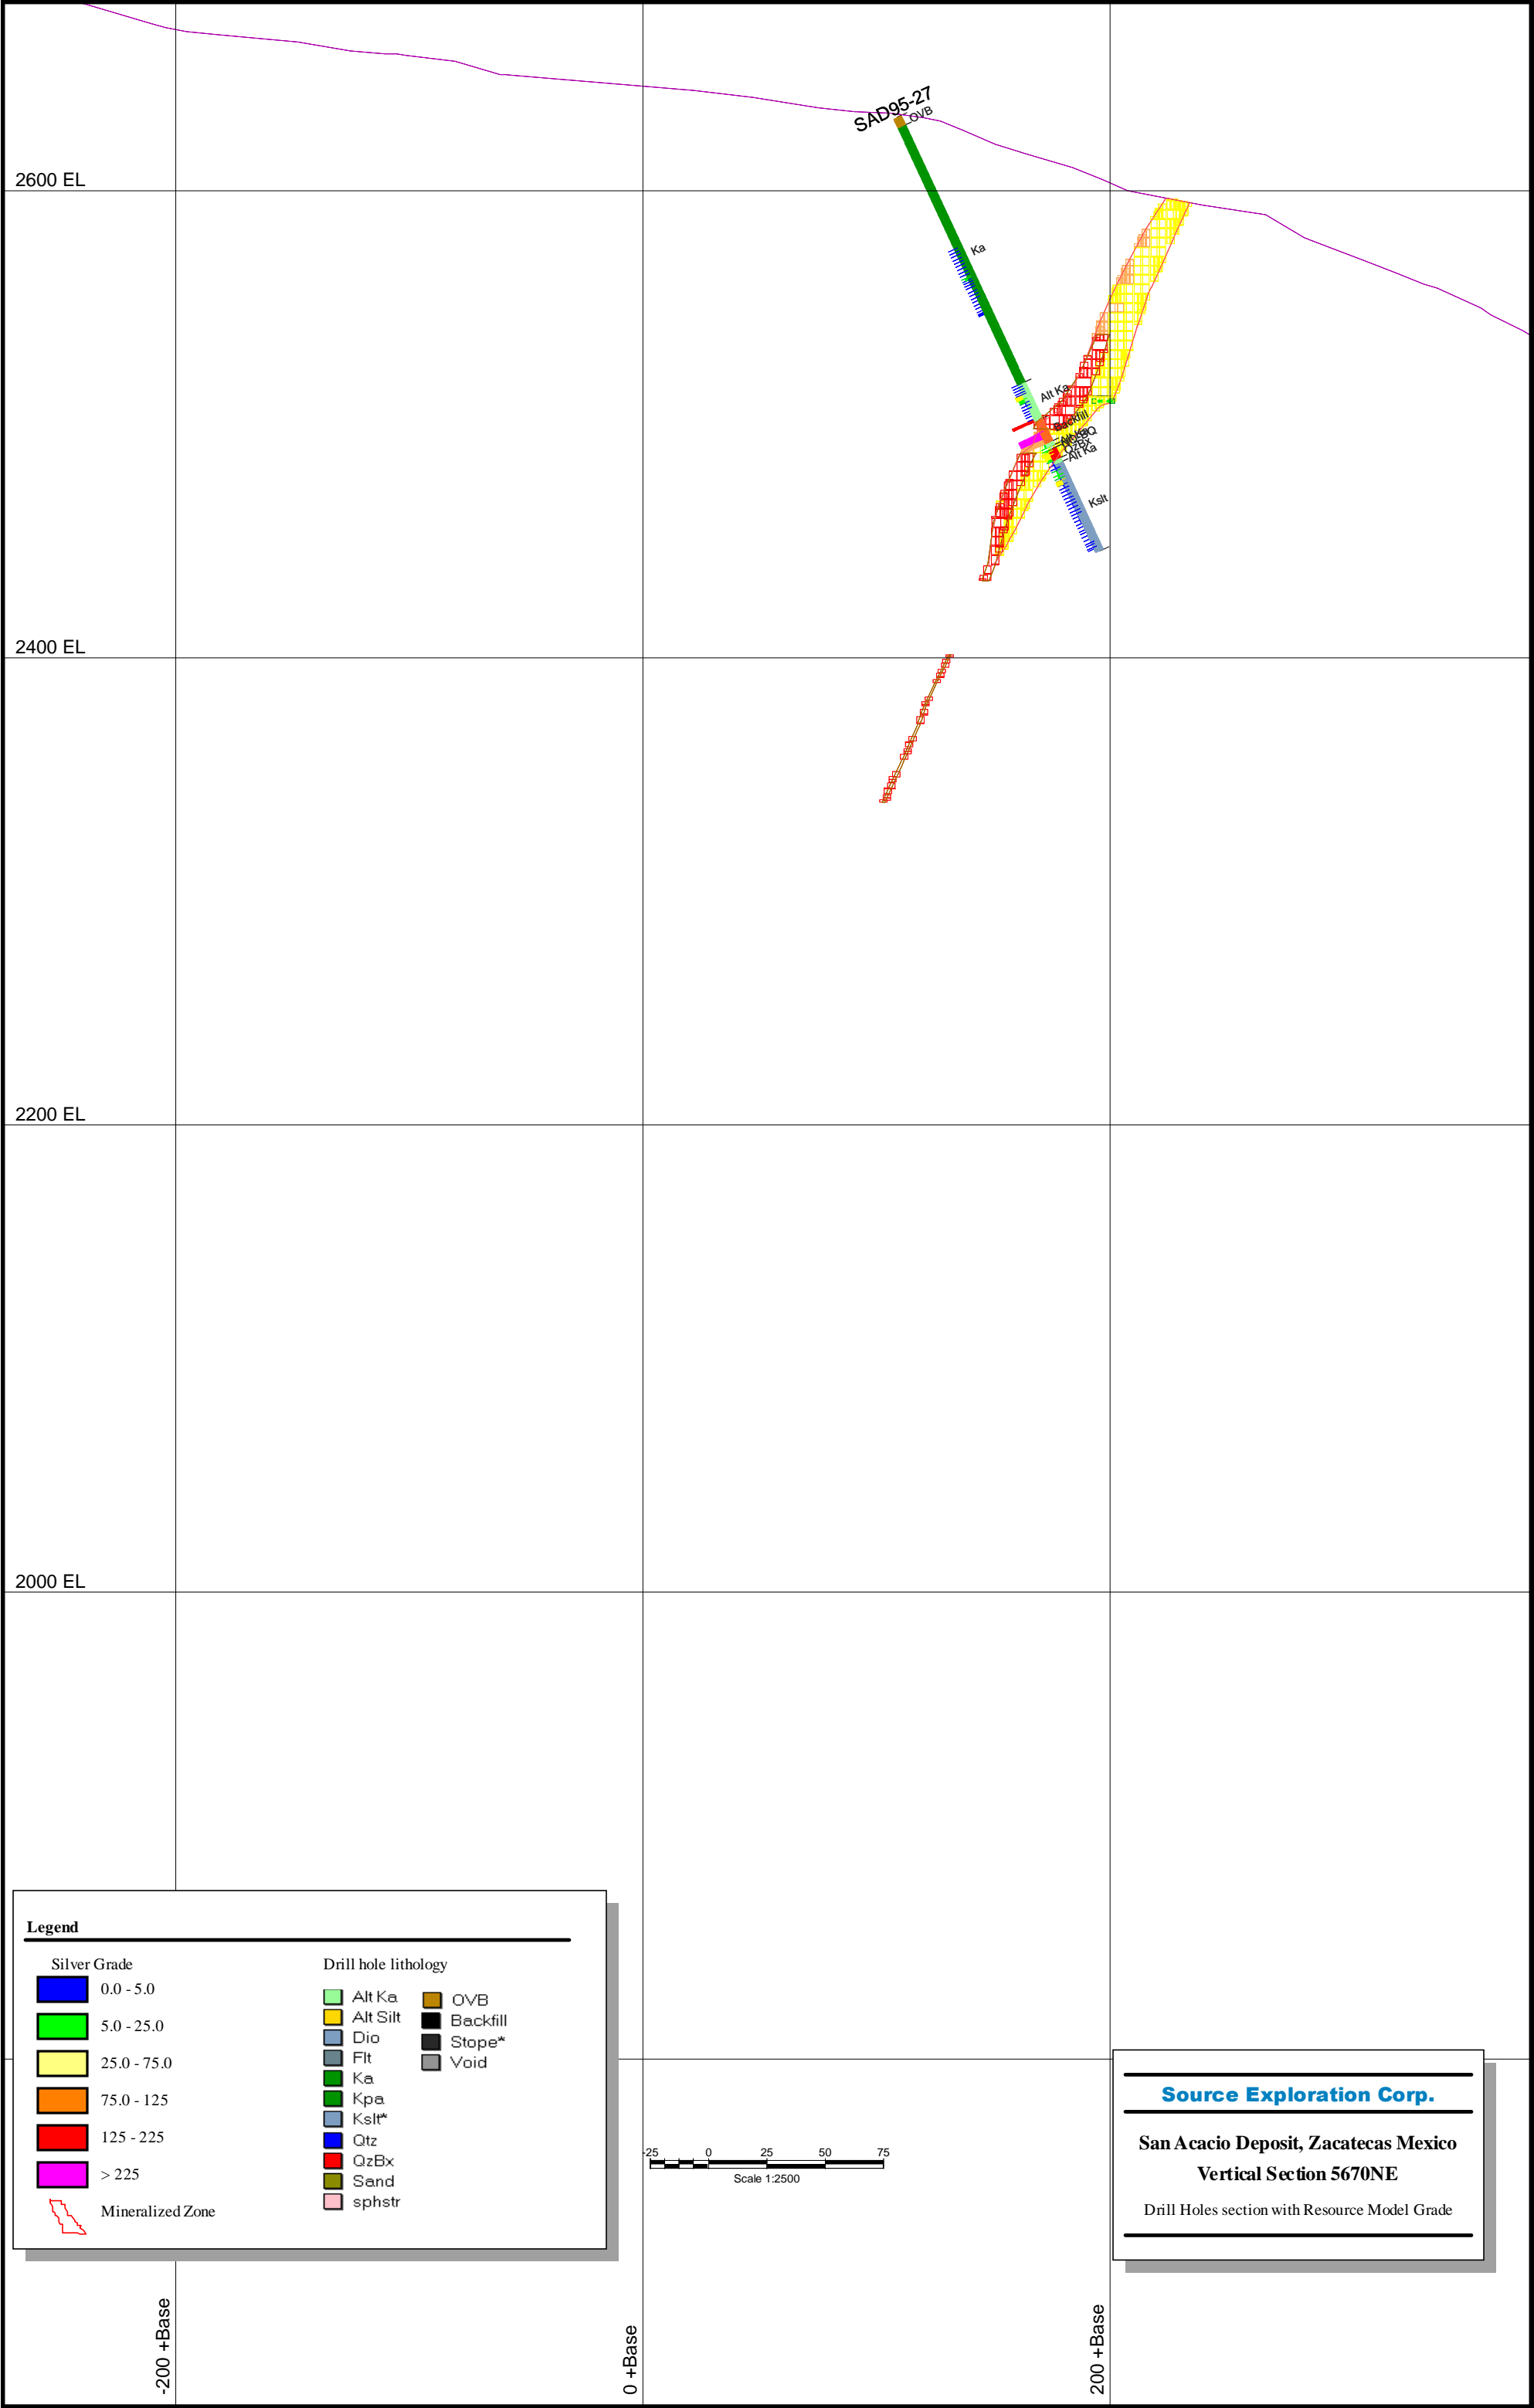 SAD95-27
OVB
2600 EL
Ka
Alt Ka
Backfill
Alt Ka
QzBx
Alt Ka
Kslt
2400 EL
2200 EL
2000 EL
Legend
Silver Grade
0.0 - 5.0
5.0 - 25.0
25.0 - 75.0
75.0 - 125
125 - 225
> 225
Mineralized Zone
Drill hole lithology
Alt Ka
Alt Silt
Dio
Flt
Ka
Kpa
Kslt*
Qtz
QzBx
Sand
sphstr
OVB
Backfill
Stope*
Void
-25 0 25 50 75
Scale 1:2500
Source Exploration Corp.
San Acacio Deposit, Zacatecas Mexico
Vertical Section 5670NE
Drill Holes section with Resource Model Grade
-200 +Base
0 +Base
200 +Base